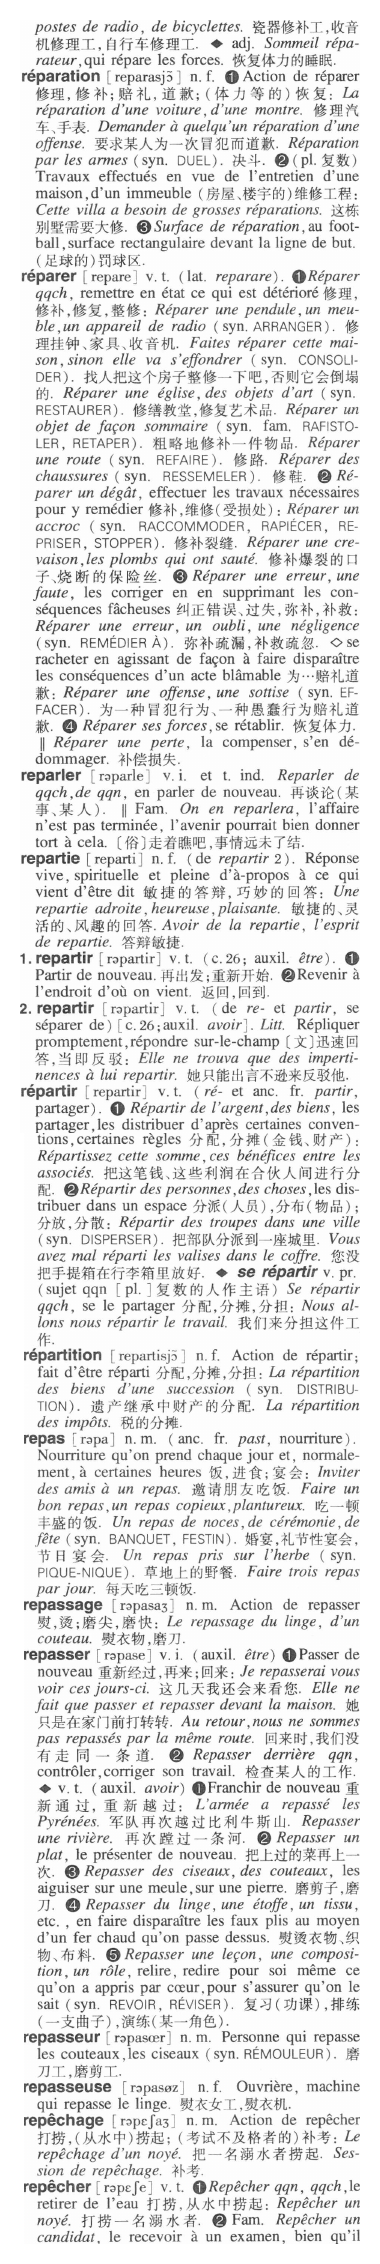 postes de radio, de bicyclettes. 瓷器修补工,收音
机修理工,自行车修理工. ◆ adj. Sommeil répa-
rateur,qui répare les forces. 恢复体力的睡眠.
réparation [reparasjɔ̃] n. f. ❶ Action de réparer
修理,修补;赔礼,道歉;(体力等的)恢复: La
réparation d'une voiture,d'une montre. 修理汽
车、手表. Demander à quelqu'un réparation d'une
offense. 要求某人为一次冒犯而道歉. Réparation
par les armes (syn. DUEL). 决斗. ❷ (pl. 复数)
Travaux effectués en vue de l'entretien d'une
maison,d'un immeuble (房屋、楼宇的)维修工程:
Cette villa a besoin de grosses réparations. 这栋
别墅需要大修. ❸ Surface de réparation,au foot-
ball,surface rectangulaire devant la ligne de but.
(足球的)罚球区.
réparer [repare] v. t. (lat. reparare). ❶ Réparer
qqch, remettre en état ce qui est détérioré 修理,
修补,修复,整修: Réparer une pendule,un meu-
ble,un appareil de radio (syn. ARRANGER). 修
理挂钟、家具、收音机. Faites réparer cette mai-
son,sinon elle va s'effondrer (syn. CONSOLI-
DER). 找人把这个房子整修一下吧,否则它会倒塌
的. Réparer une église,des objets d'art (syn.
RESTAURER). 修缮教堂,修复艺术品. Réparer un
objet de façon sommaire (syn. fam. RAFISTO-
LER, RETAPER). 粗略地修补一件物品. Réparer
une route (syn. REFAIRE). 修路. Réparer des
chaussures (syn. RESSEMELER). 修鞋. ❷ Ré-
parer un dégât, effectuer les travaux nécessaires
pour y remédier 修补,维修(受损处): Réparer un
accroc (syn. RACCOMMODER, RAPIÉCER, RE-
PRISER, STOPPER). 修补裂缝. Réparer une cre-
vaison,les plombs qui ont sauté. 修补爆裂的口
子、烧断的保险丝. ❸ Réparer une erreur, une
faute, les corriger en en supprimant les con-
séquences fâcheuses 纠正错误、过失,弥补,补救:
Réparer une erreur, un oubli, une négligence
(syn. REMÉDIER À). 弥补疏漏,补救疏忽. ◇ se
racheter en agissant de façon à faire disparaître
les conséquences d'un acte blâmable 为…赔礼道
歉: Réparer une offense, une sottise (syn. EF-
FACER). 为一种冒犯行为、一种愚蠢行为赔礼道
歉. ❹ Réparer ses forces,se rétablir. 恢复体力.
‖ Réparer une perte, la compenser, s'en dé-
dommager. 补偿损失.
reparler [rəparle] v. i. et t. ind. Reparler de
qqch,de qqn, en parler de nouveau. 再谈论(某
事、某人). ‖ Fam. On en reparlera, l'affaire
n'est pas terminée, l'avenir pourrait bien donner
tort à cela. 〔俗〕走着瞧吧,事情远未了结.
repartie [reparti] n. f. (de repartir 2). Réponse
vive, spirituelle et pleine d'à-propos à ce qui
vient d'être dit 敏捷的答辩,巧妙的回答: Une
repartie adroite, heureuse, plaisante. 敏捷的、灵
活的、风趣的回答. Avoir de la repartie, l'esprit
de repartie. 答辩敏捷.
1. repartir [rəpartir] v. t. (c. 26; auxil. être). ❶
Partir de nouveau. 再出发;重新开始. ❷ Revenir à
l'endroit d'où on vient. 返回,回到.
2. repartir [rəpartir] v. t. (de re- et partir, se
séparer de) [c.26;auxil. avoir]. Litt. Répliquer
promptement,répondre sur-le-champ 〔文〕迅速回
答,当即反驳: Elle ne trouva que des imperti-
nences à lui repartir. 她只能出言不逊来反驳他.
répartir [repartir] v. t. (ré- et anc. fr. partir,
partager). ❶ Répartir de l'argent,des biens, les
partager,les distribuer d'après certaines conven-
tions,certaines règles 分配,分摊(金钱、财产):
Répartissez cette somme,ces bénéfices entre les
associés. 把这笔钱、这些利润在合伙人间进行分
配. ❷ Répartir des personnes,des choses,les dis-
tribuer dans un espace 分派(人员),分布(物品);
分放,分散: Répartir des troupes dans une ville
(syn. DISPERSER). 把部队分派到一座城里. Vous
avez mal réparti les valises dans le coffre. 您没
把手提箱在行李箱里放好. ◆ se répartir v. pr.
(sujet qqn [pl.]复数的人作主语) Se répartir
qqch, se le partager 分配,分摊,分担: Nous al-
lons nous répartir le travail. 我们来分担这件工
作.
répartition [repartisjɔ̃] n. f. Action de répartir;
fait d'être réparti 分配,分摊,分担: La répartition
des biens d'une succession (syn. DISTRIBU-
TION). 遗产继承中财产的分配. La répartition
des impôts. 税的分摊.
repas [rəpa] n. m. (anc. fr. past, nourriture).
Nourriture qu'on prend chaque jour et, normale-
ment,à certaines heures 饭,进食;宴会: Inviter
des amis à un repas. 邀请朋友吃饭. Faire un
bon repas,un repas copieux,plantureux. 吃一顿
丰盛的饭. Un repas de noces,de cérémonie,de
fête (syn. BANQUET, FESTIN). 婚宴,礼节性宴会,
节日宴会. Un repas pris sur l'herbe (syn.
PIQUE-NIQUE). 草地上的野餐. Faire trois repas
par jour. 每天吃三顿饭.
repassage [rəpasaʒ] n. m. Action de repasser
熨,烫;磨尖,磨快: Le repassage du linge, d'un
couteau. 熨衣物,磨刀.
repasser [rəpase] v. i. (auxil. être) ❶ Passer de
nouveau 重新经过,再来;回来: Je repasserai vous
voir ces jours-ci. 这几天我还会来看您. Elle ne
fait que passer et repasser devant la maison. 她
只是在家门前打转转. Au retour,nous ne sommes
pas repassés par la même route. 回来时,我们没
有走同一条道. ❷ Repasser derrière qqn,
contrôler,corriger son travail. 检查某人的工作.
◆ v. t. (auxil. avoir) ❶ Franchir de nouveau 重
新通过,重新越过: L'armée a repassé les
Pyrénées. 军队再次越过比利牛斯山. Repasser
une rivière. 再次蹚过一条河. ❷ Repasser un
plat, le présenter de nouveau. 把上过的菜再上一
次. ❸ Repasser des ciseaux, des couteaux, les
aiguiser sur une meule,sur une pierre. 磨剪子,磨
刀. ❹ Repasser du linge, une étoffe, un tissu,
etc. , en faire disparaître les faux plis au moyen
d'un fer chaud qu'on passe dessus. 熨烫衣物、织
物、布料. ❺ Repasser une leçon, une composi-
tion, un rôle, relire, redire pour soi même ce
qu'on a appris par cœur,pour s'assurer qu'on le
sait (syn. REVOIR, RÉVISER). 复习(功课),排练
(一支曲子),演练(某一角色).
repasseur [rəpasœr] n. m. Personne qui repasse
les couteaux,les ciseaux (syn. RÉMOULEUR). 磨
刀工,磨剪工.
repasseuse [rəpasøz] n. f. Ouvrière, machine
qui repasse le linge. 熨衣女工,熨衣机.
repêchage [rəpɛʃaʒ] n. m. Action de repêcher
打捞,(从水中)捞起;(考试不及格者的)补考: Le
repêchage d'un noyé. 把一名溺水者捞起. Ses-
sion de repêchage. 补考.
repêcher [rəpɛʃe] v. t. ❶ Repêcher qqn, qqch,le
retirer de l'eau 打捞,从水中捞起: Repêcher un
noyé. 打捞一名溺水者. ❷ Fam. Repêcher un
candidat, le recevoir à un examen, bien qu'il